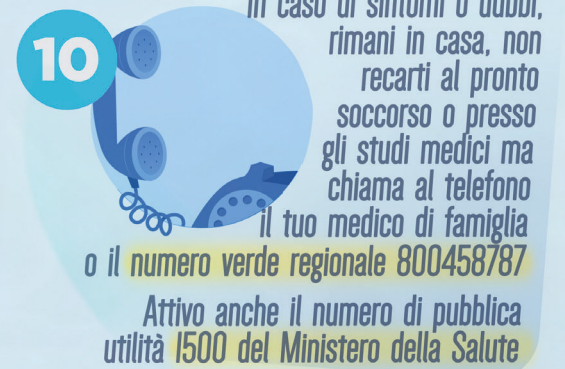 10
in caso di sintomi o dubbi,
rimani in casa, non
recarti al pronto
soccorso o presso
gli studi medici ma
chiama al telefono
il tuo medico di famiglia
o il numero verde regionale 800458787
Attivo anche il numero di pubblica
utilità 1500 del Ministero della Salute